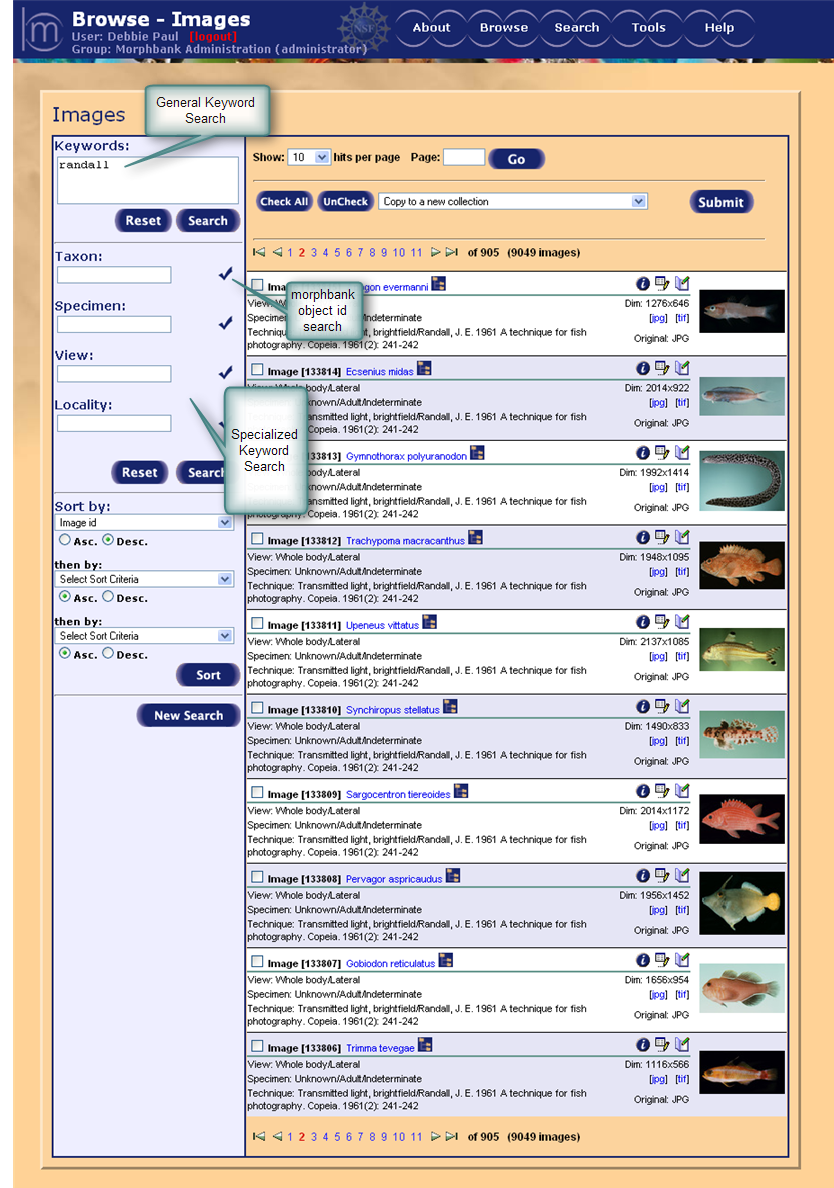 Browse - Images
User: Debbie Paul [logout]
Group: Morphbank Administration (administrator)
m
NSF
About Browse Search Tools Help
Images
General Keyword
Search
Keywords:
randall
Reset Search
Taxon:
Specimen:
View:
Locality:
Reset Search
morphbank
object id
search
Specialized
Keyword
Search
Sort by:
Image id
Asc. Desc.
then by:
Select Sort Criteria
Asc. Desc.
then by:
Select Sort Criteria
Asc. Desc.
Sort
New Search
Show: 10 hits per page Page: Go
Check All UnCheck Copy to a new collection Submit
1 2 3 4 5 6 7 8 9 10 11 of 905 (9049 images)
evermanni
Dim: 1276x646
Specimen: Indeterminate [jpg] [tif]
Technique: Transmitted light, brightfield/Randall, J. E. 1961 A technique for fish
photography. Copeia. 1961(2): 241-242
Original: JPG
Image [133814] Ecsenius midas
View: Whole body/Lateral Dim: 2014x922
/Adult/Indeterminate [jpg] [tif]
Transmitted light, brightfield/Randall, J. E. 1961 A technique for fish
Copeia. 1961(2): 241-242
Original: JPG
133813] Gymnothorax polyuranodon
body/Lateral Dim: 1992x1414
/Adult/Indeterminate [jpg] [tif]
Transmitted light, brightfield/Randall, J. E. 1961 A technique for fish
Copeia. 1961(2): 241-242
Original: JPG
Image [133812] Trachypoma macracanthus
View: Whole body/Lateral Dim: 1948x1095
Specimen: Unknown/Adult/Indeterminate [jpg] [tif]
Technique: Transmitted light, brightfield/Randall, J. E. 1961 A technique for fish
photography. Copeia. 1961(2): 241-242
Original: JPG
Image [133811] Upeneus vittatus
View: Whole body/Lateral Dim: 2137x1085
Specimen: Unknown/Adult/Indeterminate [jpg] [tif]
Technique: Transmitted light, brightfield/Randall, J. E. 1961 A technique for fish
photography. Copeia. 1961(2): 241-242
Original: JPG
Image [133810] Synchiropus stellatus
View: Whole body/Lateral Dim: 1490x833
Specimen: Unknown/Adult/Indeterminate [jpg] [tif]
Technique: Transmitted light, brightfield/Randall, J. E. 1961 A technique for fish
photography. Copeia. 1961(2): 241-242
Original: JPG
Image [133809] Sargocentron tiereoides
View: Whole body/Lateral Dim: 2014x1172
Specimen: Unknown/Adult/Indeterminate [jpg] [tif]
Technique: Transmitted light, brightfield/Randall, J. E. 1961 A technique for fish
photography. Copeia. 1961(2): 241-242
Original: JPG
Image [133808] Pervagor aspricaudus
View: Whole body/Lateral Dim: 1956x1452
Specimen: Unknown/Adult/Indeterminate [jpg] [tif]
Technique: Transmitted light, brightfield/Randall, J. E. 1961 A technique for fish
photography. Copeia. 1961(2): 241-242
Original: JPG
Image [133807] Gobiodon reticulatus
View: Whole body/Lateral Dim: 1656x954
Specimen: Unknown/Adult/Indeterminate [jpg] [tif]
Technique: Transmitted light, brightfield/Randall, J. E. 1961 A technique for fish
photography. Copeia. 1961(2): 241-242
Original: JPG
Image [133806] Trimma tevegae
View: Whole body/Lateral Dim: 1116x566
Specimen: Unknown/Adult/Indeterminate [jpg] [tif]
Technique: Transmitted light, brightfield/Randall, J. E. 1961 A technique for fish
photography. Copeia. 1961(2): 241-242
Original: JPG
1 2 3 4 5 6 7 8 9 10 11 of 905 (9049 images)